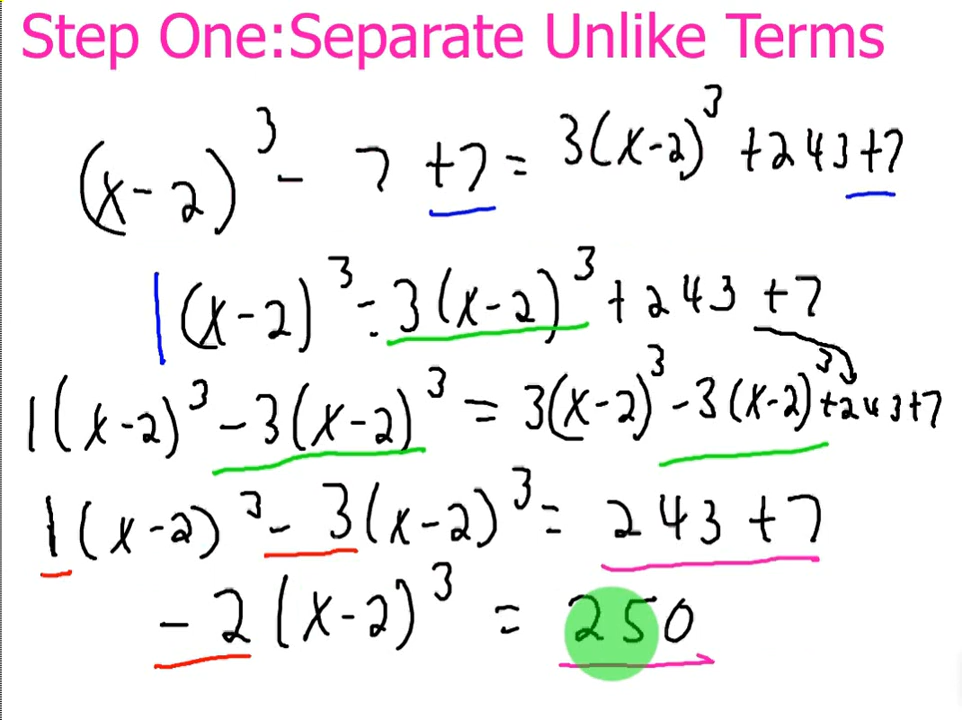 Step One:Separate Unlike Terms
(x-2)³ - 7 +7 = 3(x-2)³ +243+7
1(x-2)³ = 3(x-2)³ +243 +7
1(x-2)³ -3(x-2)³ = 3(x-2)³ -3(x-2)³ +243+7
1(x-2)³ - 3(x-2)³ = 243 +7
-2(x-2)³ = 250